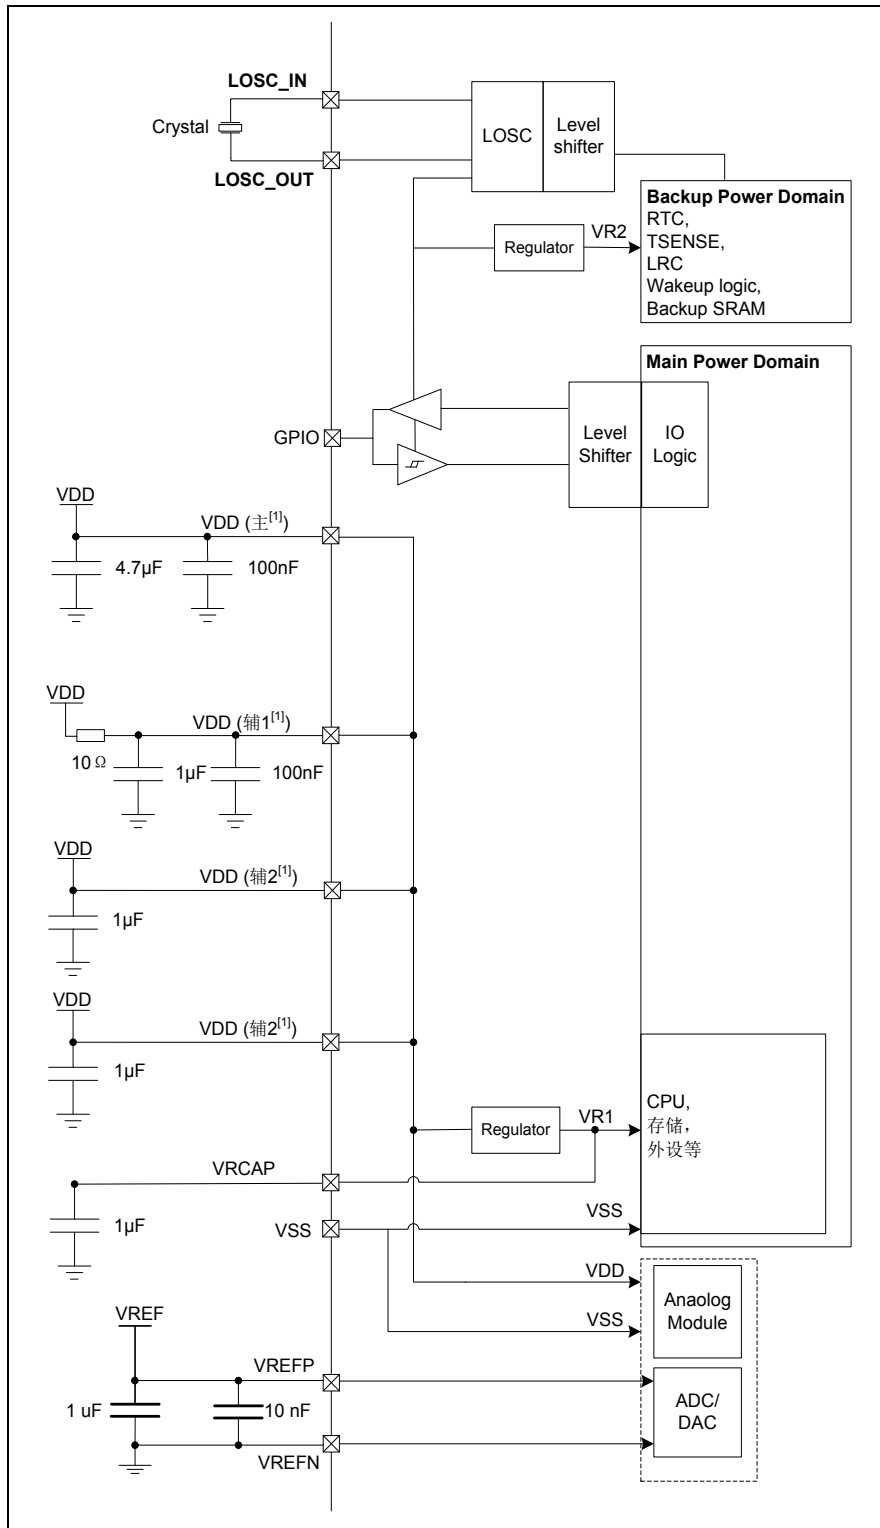 LOSC_IN
Crystal
LOSC_OUT
LOSC
Level
shifter
Backup Power Domain
RTC,
TSENSE,
LRC
Wakeup logic,
Backup SRAM
Regulator
VR2
Main Power Domain
GPIO
Level
Shifter
IO
Logic
VDD
VDD (主[1])
4.7µF
100nF
VDD
VDD (辅1[1])
10Ω
1µF
100nF
VDD
VDD (辅2[1])
1µF
VDD
VDD (辅2[1])
1µF
Regulator
VR1
CPU,
存储,
外设等
VRCAP
1µF
VSS
VSS
VDD
VSS
Anaolog
Module
VREF
VREFP
1 uF
10 nF
VREFN
ADC/
DAC